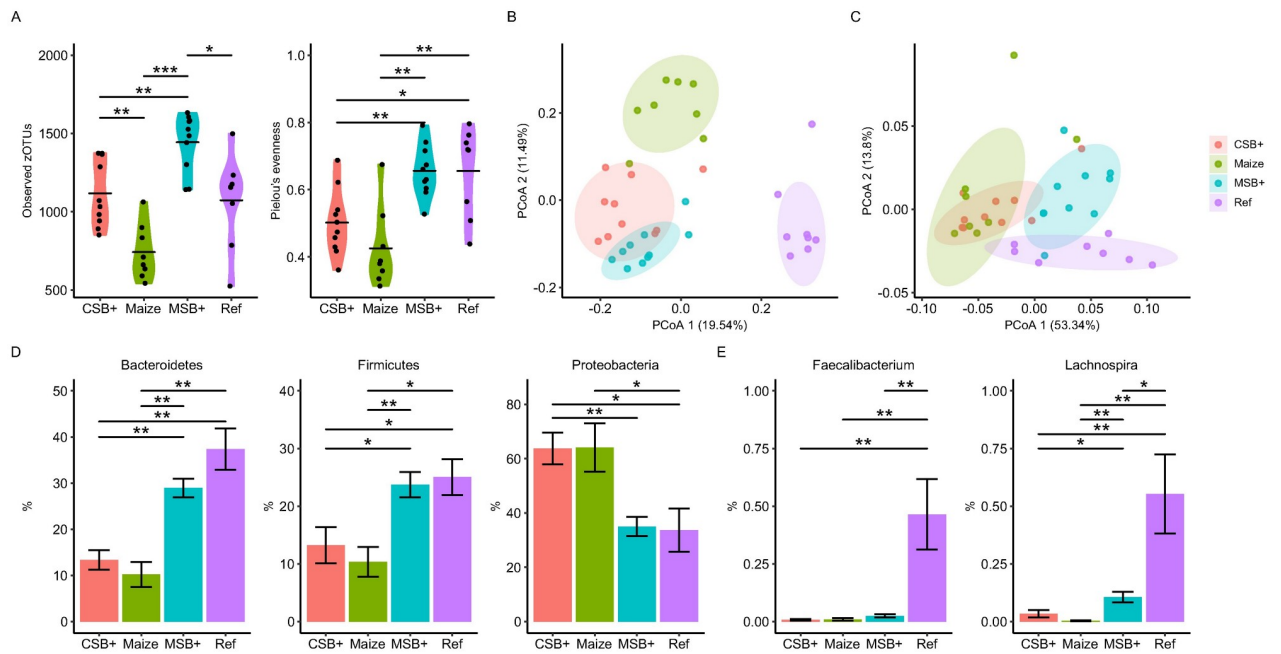 A
Observed zOTUs
2000
1500
1000
500
*
***
**
**
CSB+ Maize MSB+ Ref
Pielou's evenness
1.0
0.8
0.6
0.4
**
**
*
**
CSB+ Maize MSB+ Ref
B
PCoA 2 (11.49%)
0.2
0.0
-0.2
-0.2 0.0 0.2
PCoA 1 (19.54%)
C
PCoA 2 (13.8%)
0.05
0.00
-0.05
-0.10 -0.05 0.00 0.05 0.10
PCoA 1 (53.34%)
CSB+
Maize
MSB+
Ref
D
Bacteroidetes
%
50
40
30
20
10
0
**
**
**
**
CSB+ Maize MSB+ Ref
Firmicutes
%
40
30
20
10
0
*
**
*
*
CSB+ Maize MSB+ Ref
Proteobacteria
%
80
60
40
20
0
*
*
**
CSB+ Maize MSB+ Ref
E
Faecalibacterium
%
1.00
0.75
0.50
0.25
0.00
**
**
**
CSB+ Maize MSB+ Ref
Lachnospira
%
1.00
0.75
0.50
0.25
0.00
*
**
**
**
*
CSB+ Maize MSB+ Ref